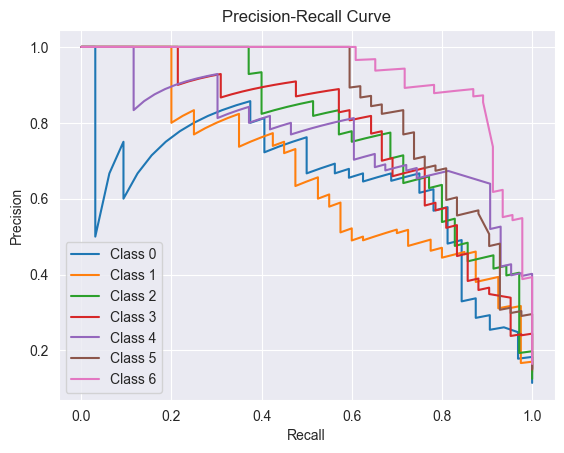 Precision-Recall Curve
1.0
0.8
0.6
0.4
0.2
Precision
Class 0
Class 1
Class 2
Class 3
Class 4
Class 5
Class 6
0.0 0.2 0.4 0.6 0.8 1.0
Recall